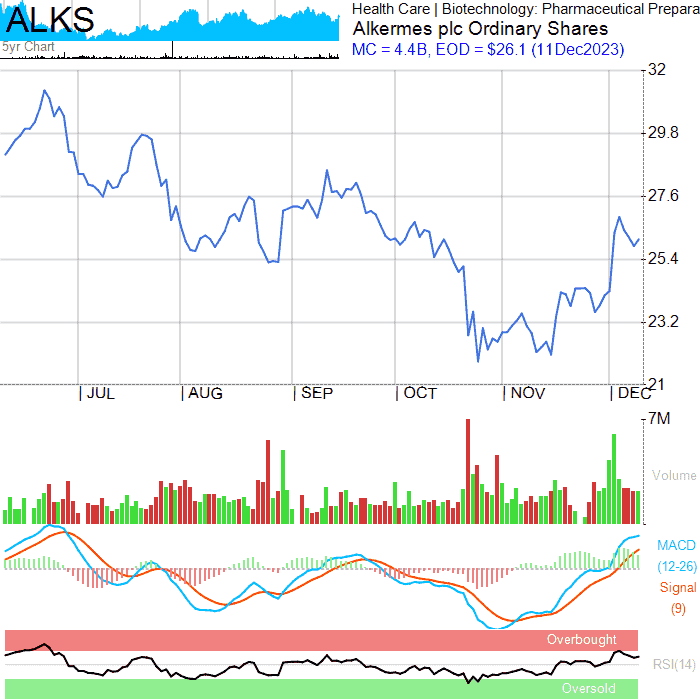 ALKS
5yr Chart
Health Care | Biotechnology: Pharmaceutical Prepara
Alkermes plc Ordinary Shares
MC = 4.4B, EOD = $26.1 (11Dec2023)
32
29.8
27.6
25.4
23.2
21
| JUL | AUG | SEP | OCT | NOV | DEC
7M
Volume
MACD
(12-26)
Signal
(9)
Overbought
RSI(14)
Oversold